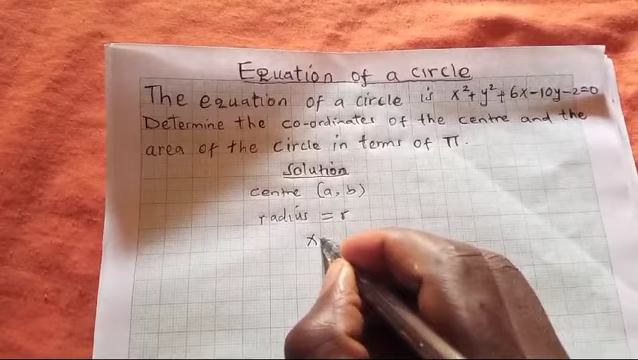 Equation of a circle
The equation of a circle is x²+y²+6x-10y-2=0
Determine the co-ordinates of the centre and the
area of the circle in terms of π.
Solution
centre (a, b)
radius = r
x